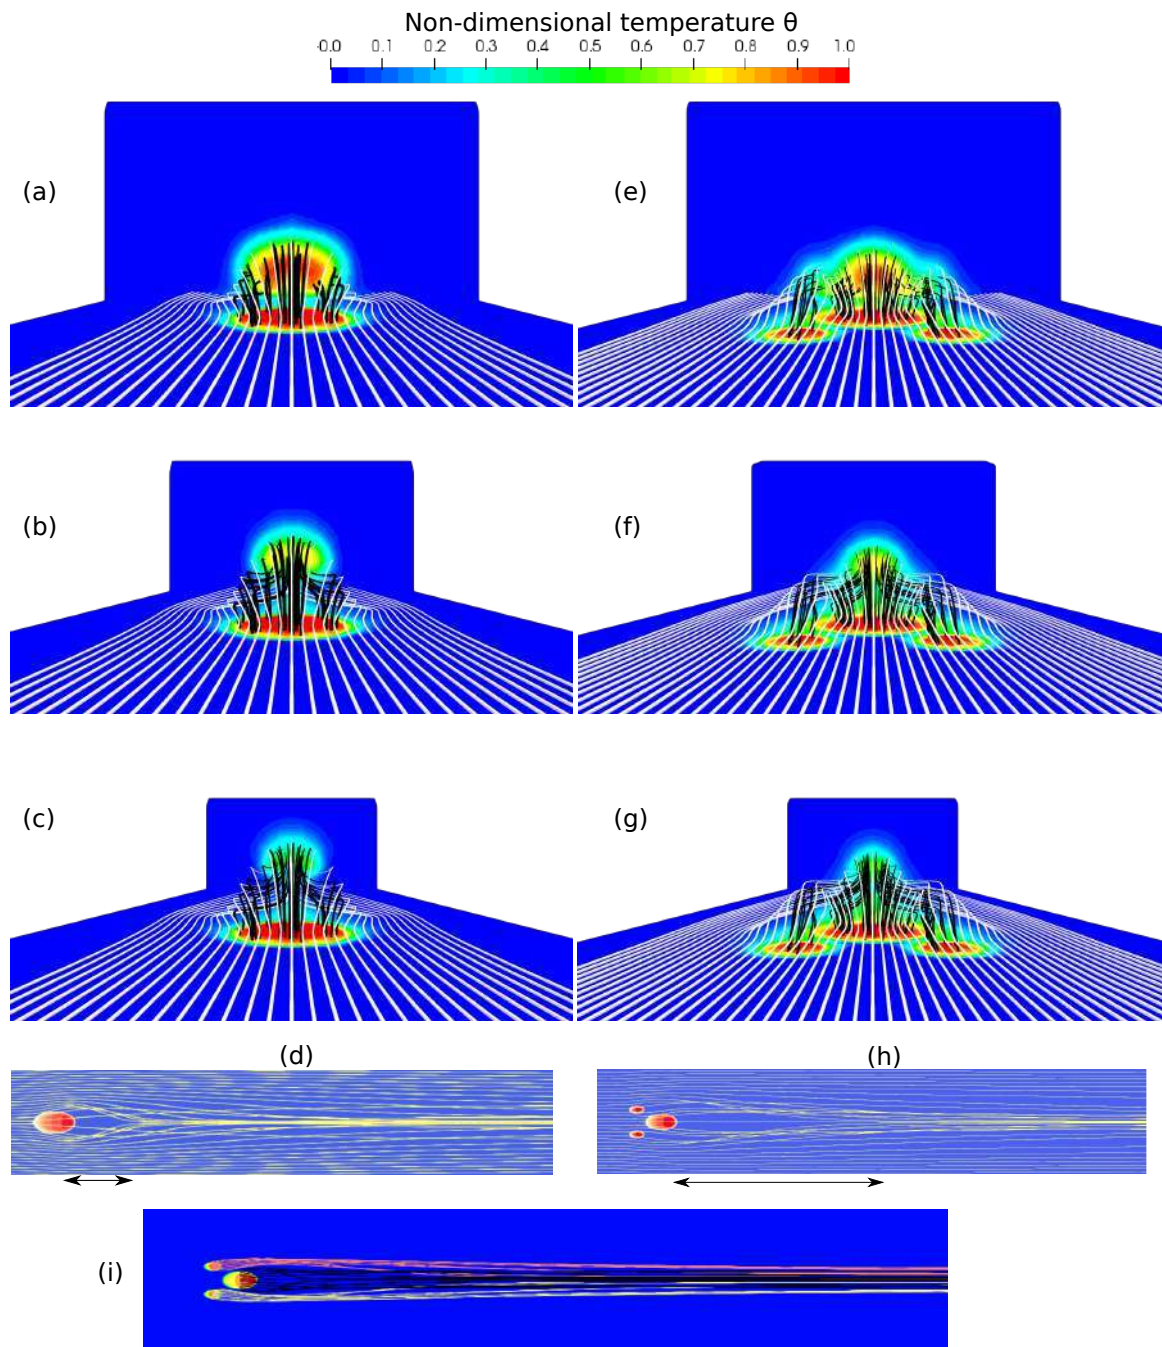 Non-dimensional temperature θ
-0.0 0.1 0.2 0.3 0.4 0.5 0.6 0.7 0.8 0.9 1.0
(a) (e)
(b) (f)
(c) (g)
(d) (h)
(i)